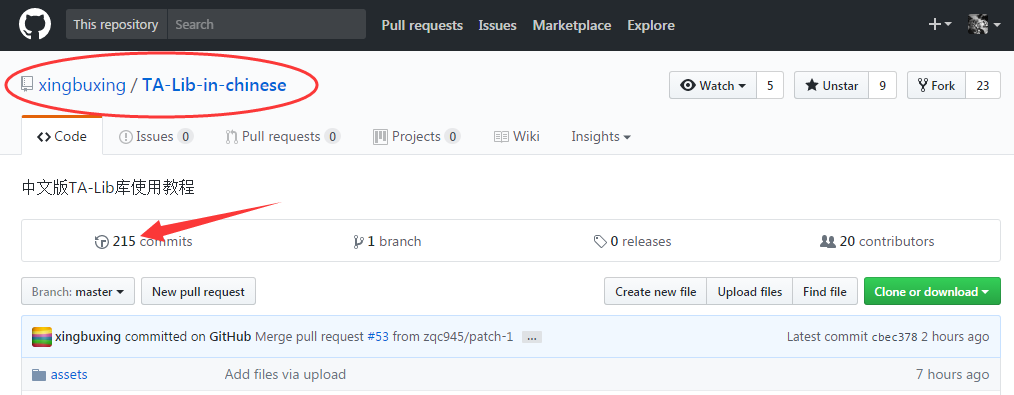 This repository Search Pull requests Issues Marketplace Explore
xingbuxing / TA-Lib-in-chinese Watch 5 Unstar 9 Fork 23
Code Issues 0 Pull requests 0 Projects 0 Wiki Insights
中文版TA-Lib库使用教程
215 commits 1 branch 0 releases 20 contributors
Branch: master New pull request Create new file Upload files Find file Clone or download
xingbuxing committed on GitHub Merge pull request #53 from zqc945/patch-1 ... Latest commit cbec378 2 hours ago
assets Add files via upload 7 hours ago